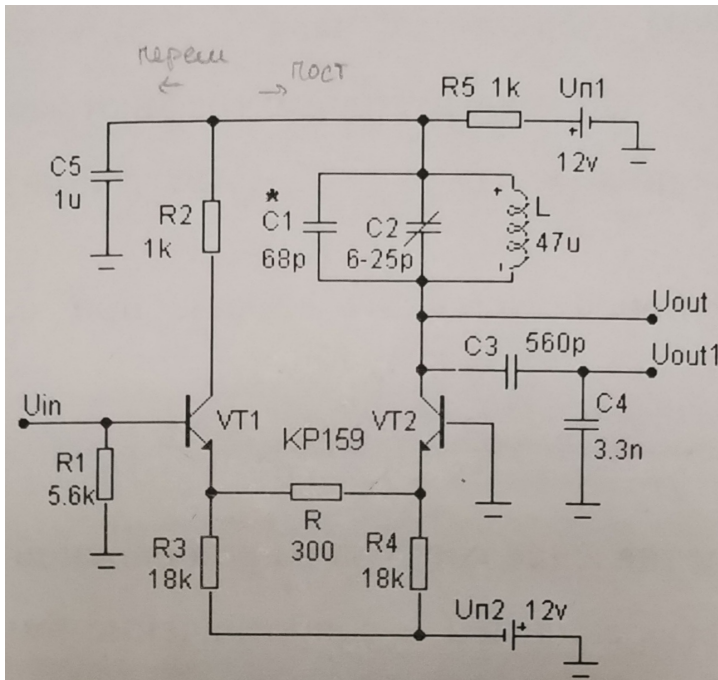 перем
пост
R5 1k
Uп1
12v
C5
1u
R2
1k
*
C1
68p
C2
6-25p
L
47u
Uout
C3
560p
Uout1
Uin
VT1
VT2
C4
3.3n
KP159
R1
5.6k
R
300
R3
18k
R4
18k
Uп2 12v